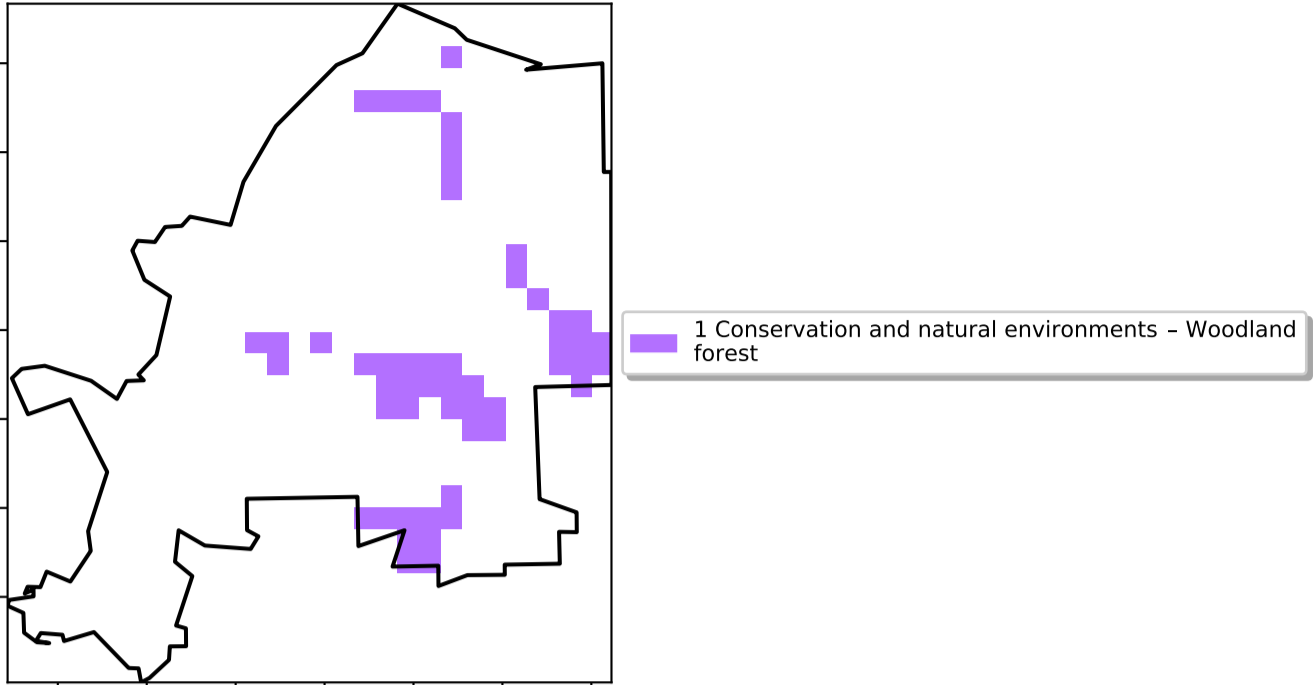 1 Conservation and natural environments – Woodland
forest